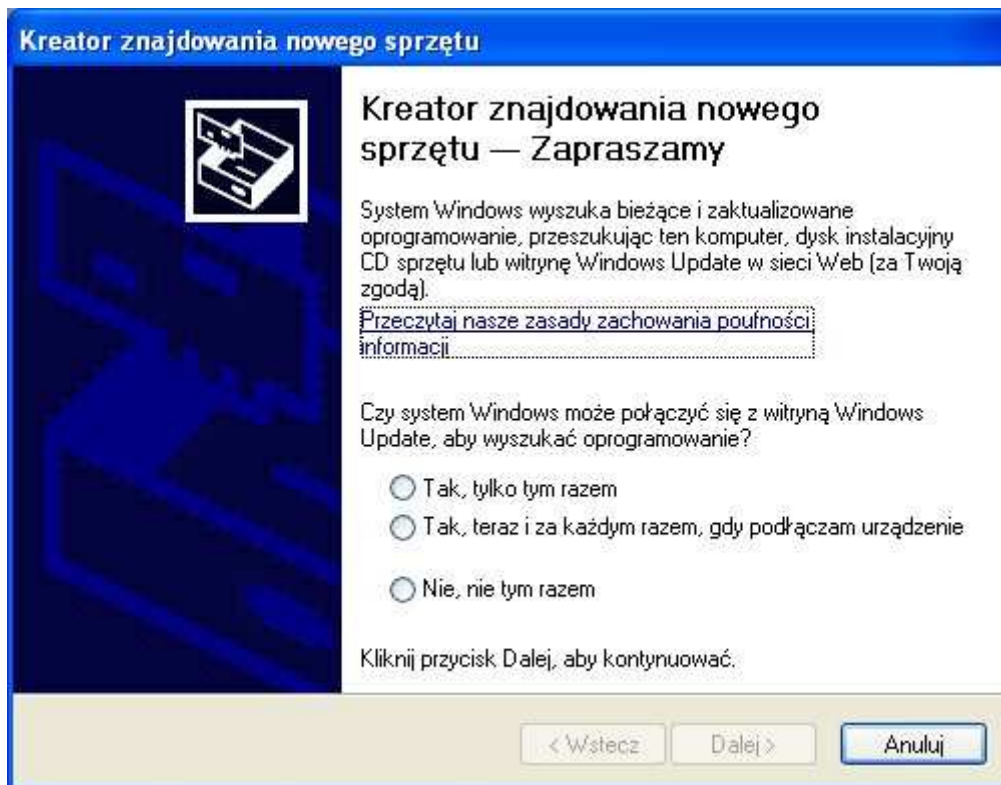 Kreator znajdowania nowego sprzętu
Kreator znajdowania nowego
sprzętu — Zapraszamy
System Windows wyszuka bieżące i zaktualizowane
oprogramowanie, przeszukując ten komputer, dysk instalacyjny
CD sprzętu lub witrynę Windows Update w sieci Web (za Twoją
zgodą).
Przeczytaj nasze zasady zachowania poufności
informacji
Czy system Windows może połączyć się z witryną Windows
Update, aby wyszukać oprogramowanie?
Tak, tylko tym razem
Tak, teraz i za każdym razem, gdy podłączam urządzenie
Nie, nie tym razem
Kliknij przycisk Dalej, aby kontynuować.
< Wstecz Dalej > Anuluj